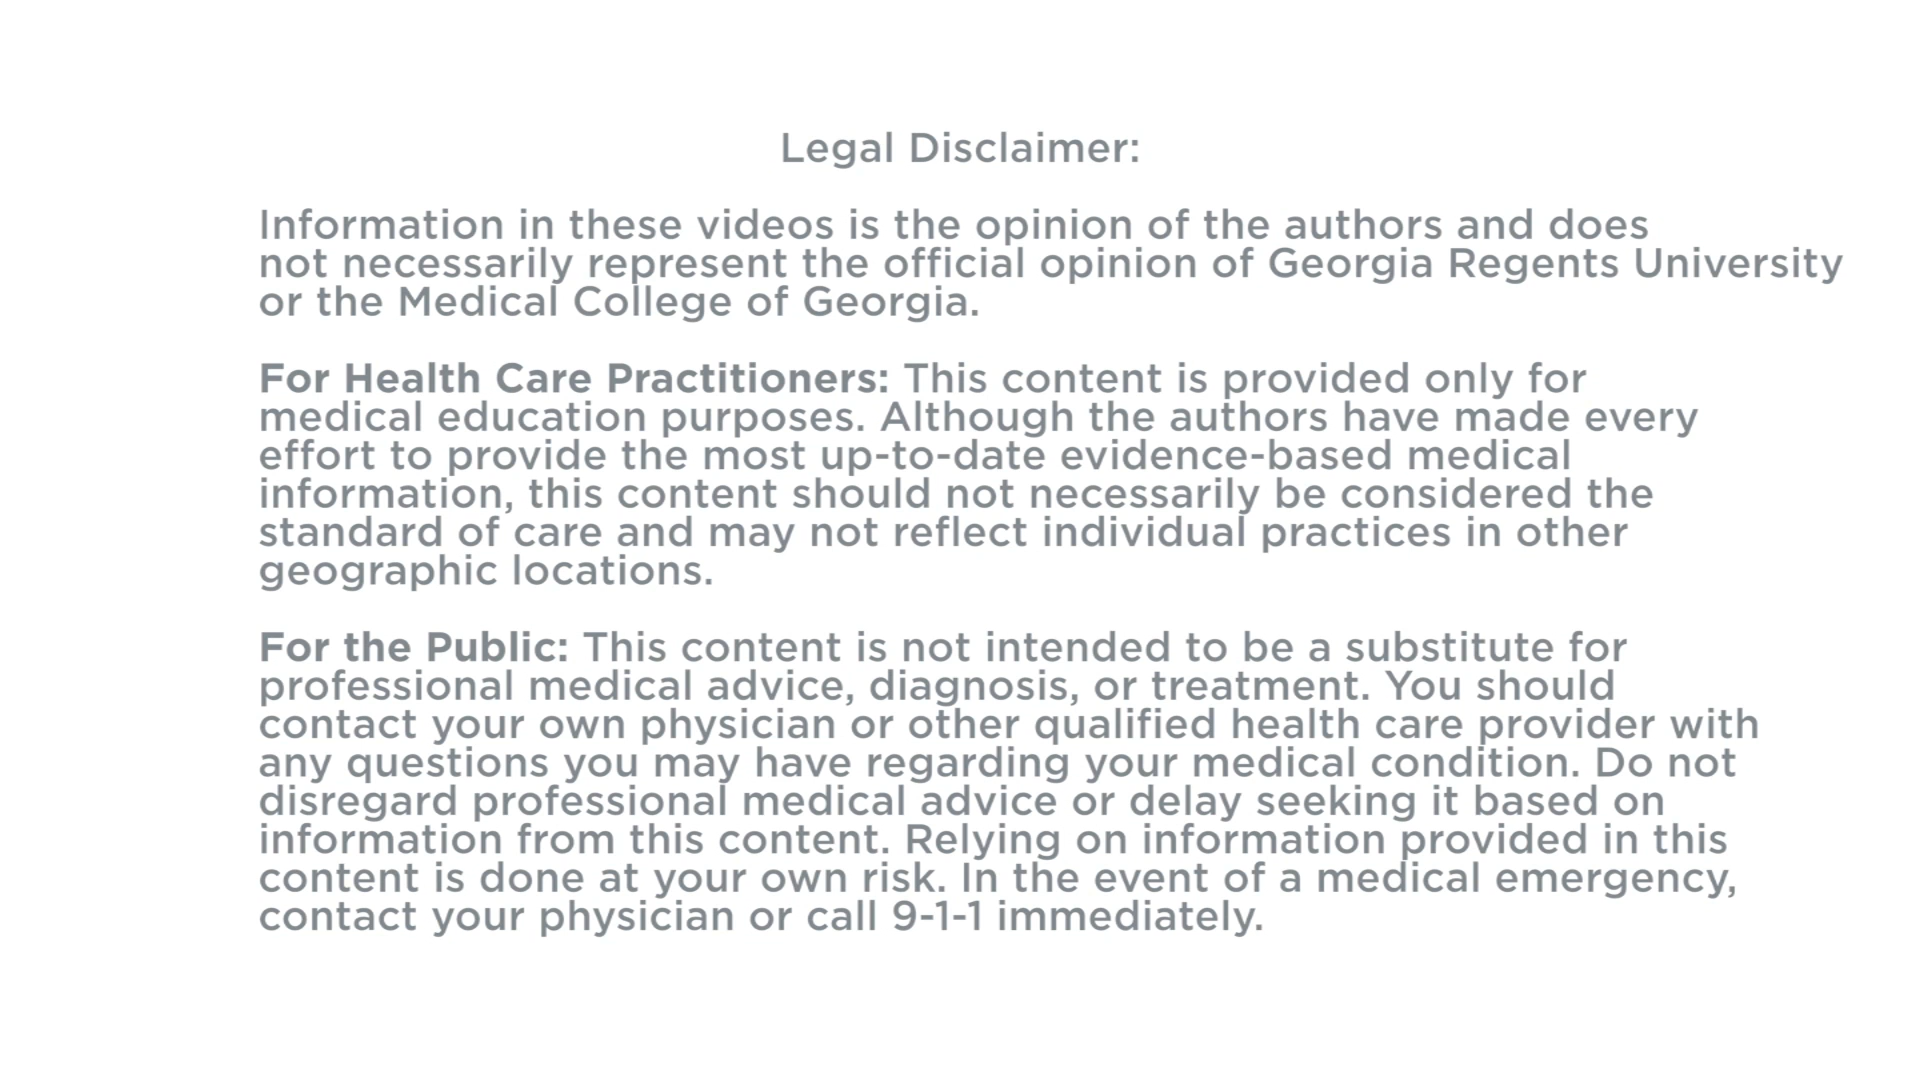 Legal Disclaimer:
Information in these videos is the opinion of the authors and does
not necessarily represent the official opinion of Georgia Regents University
or the Medical College of Georgia.
For Health Care Practitioners: This content is provided only for
medical education purposes. Although the authors have made every
effort to provide the most up-to-date evidence-based medical
information, this content should not necessarily be considered the
standard of care and may not reflect individual practices in other
geographic locations.
For the Public: This content is not intended to be a substitute for
professional medical advice, diagnosis, or treatment. You should
contact your own physician or other qualified health care provider with
any questions you may have regarding your medical condition. Do not
disregard professional medical advice or delay seeking it based on
information from this content. Relying on information provided in this
content is done at your own risk. In the event of a medical emergency,
contact your physician or call 9-1-1 immediately.